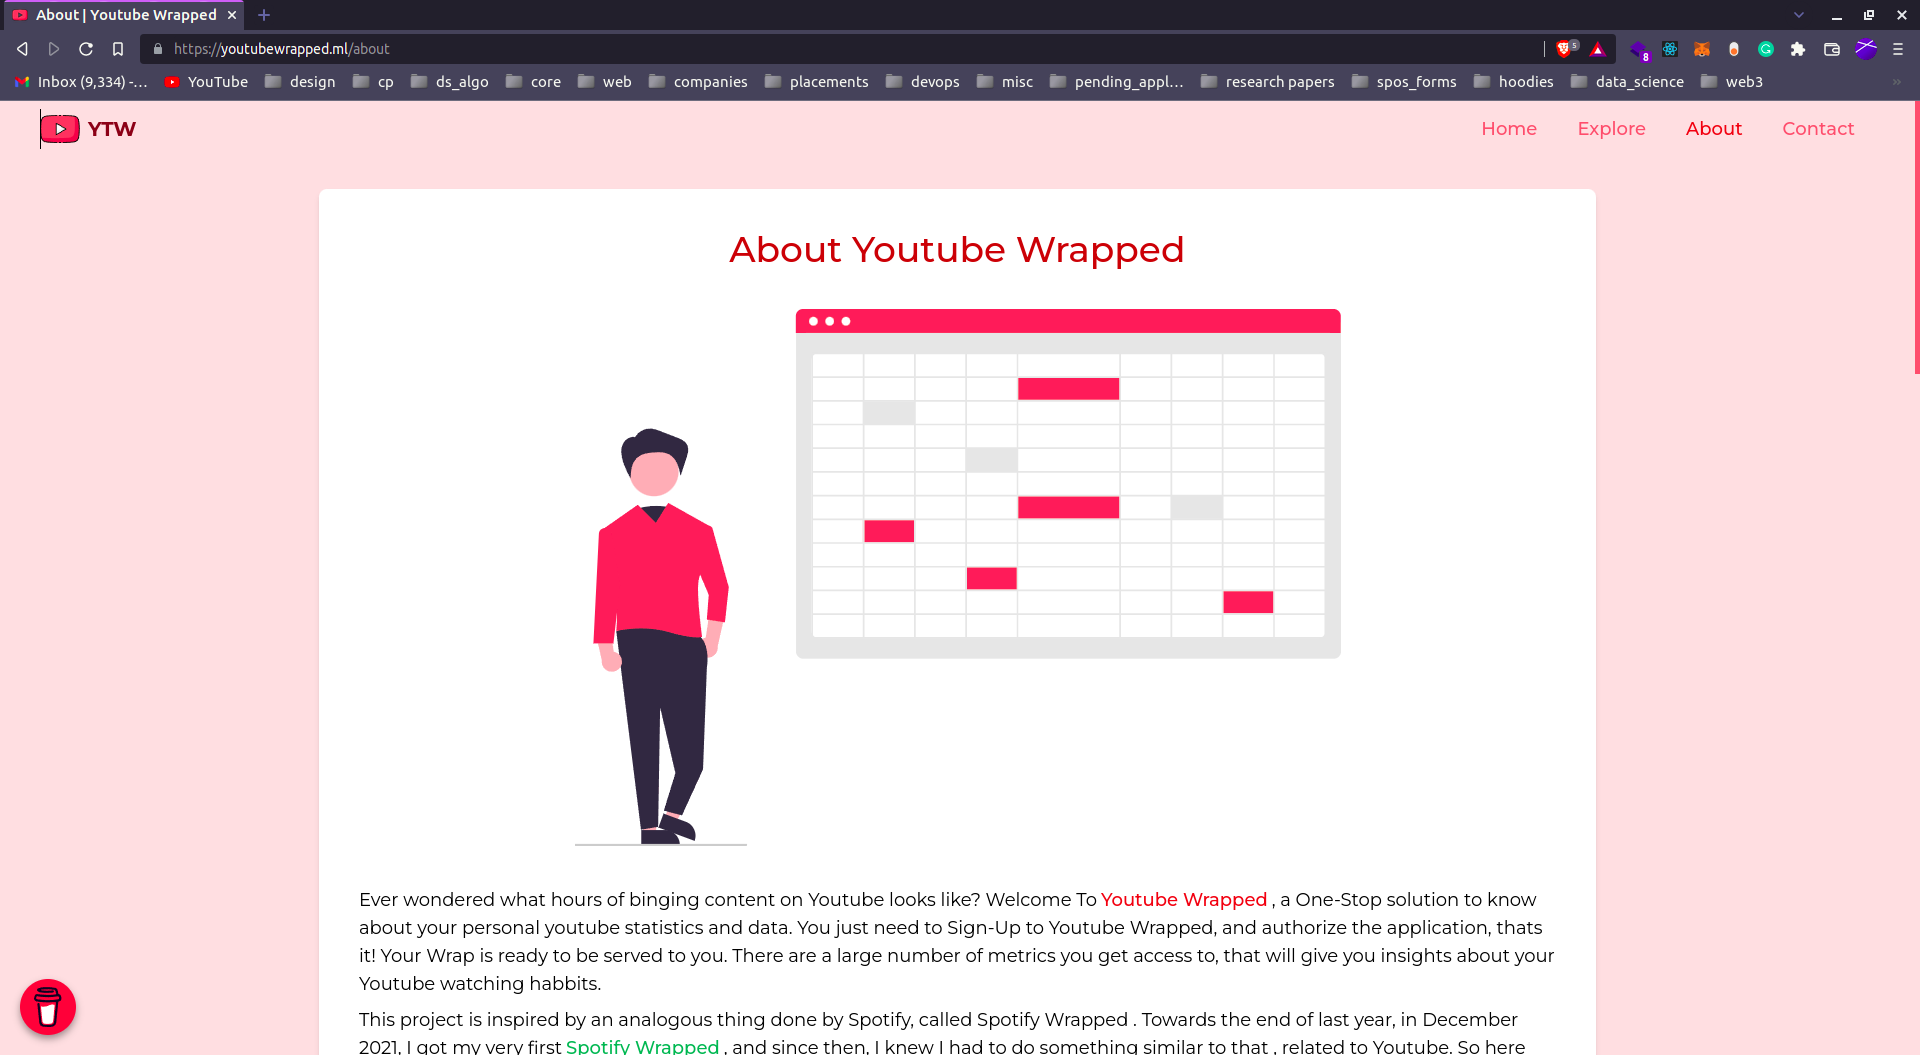 About | Youtube Wrapped
https://youtubewrapped.ml/about
5
8
Inbox (9,334) -... YouTube design cp ds_algo core web companies placements devops misc pending_appl... research papers spos_forms hoodies data_science web3
YTW Home Explore About Contact
About Youtube Wrapped
Ever wondered what hours of binging content on Youtube looks like? Welcome To Youtube Wrapped , a One-Stop solution to know
about your personal youtube statistics and data. You just need to Sign-Up to Youtube Wrapped, and authorize the application, thats
it! Your Wrap is ready to be served to you. There are a large number of metrics you get access to, that will give you insights about your
Youtube watching habbits.
This project is inspired by an analogous thing done by Spotify, called Spotify Wrapped . Towards the end of last year, in December
2021, I got my very first Spotify Wrapped , and since then, I knew I had to do something similar to that , related to Youtube. So here